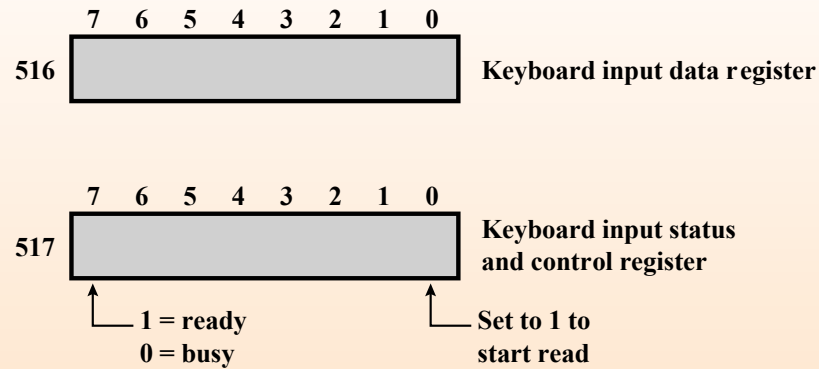 7 6 5 4 3 2 1 0
516 Keyboard input data register
7 6 5 4 3 2 1 0
517 Keyboard input status
and control register
1 = ready
0 = busy
Set to 1 to
start read